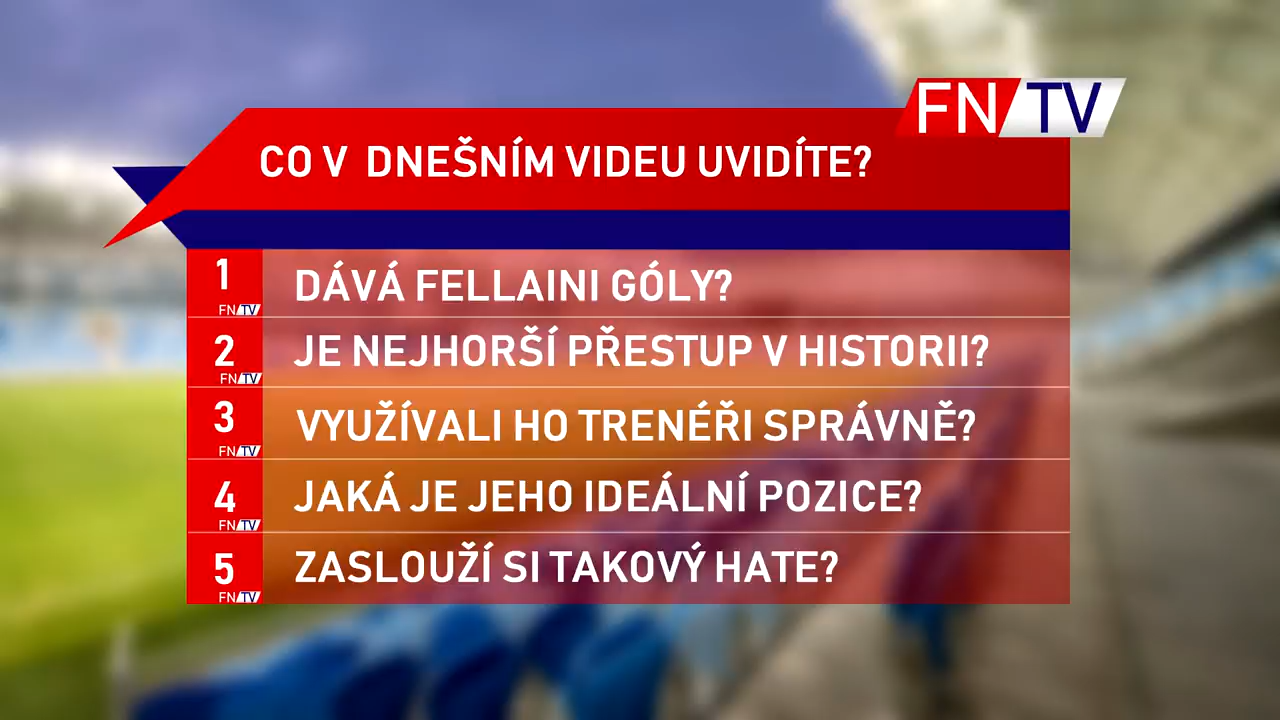 FN/TV
CO V DNEŠNÍM VIDEU UVIDÍTE?
1
FN/TV
DÁVÁ FELLAINI GÓLY?
2
FN/TV
JE NEJHORŠÍ PŘESTUP V HISTORII?
3
FN/TV
VYUŽÍVALI HO TRENÉŘI SPRÁVNĚ?
4
FN/TV
JAKÁ JE JEHO IDEÁLNÍ POZICE?
5
FN/TV
ZASLOUŽÍ SI TAKOVÝ HATE?